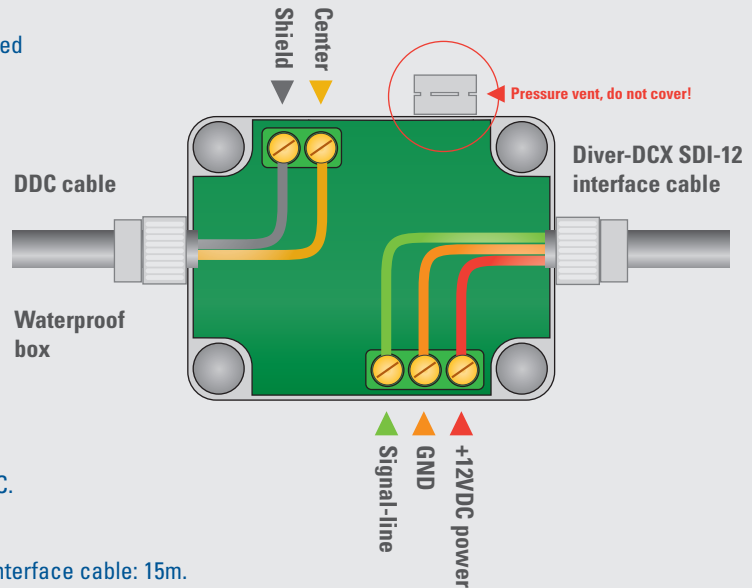 ed
Shield
Center
Pressure vent, do not cover!
DDC cable
Diver-DCX SDI-12
interface cable
Waterproof
box
Signal-line
GND
+12VDC power
C.
nterface cable: 15m.